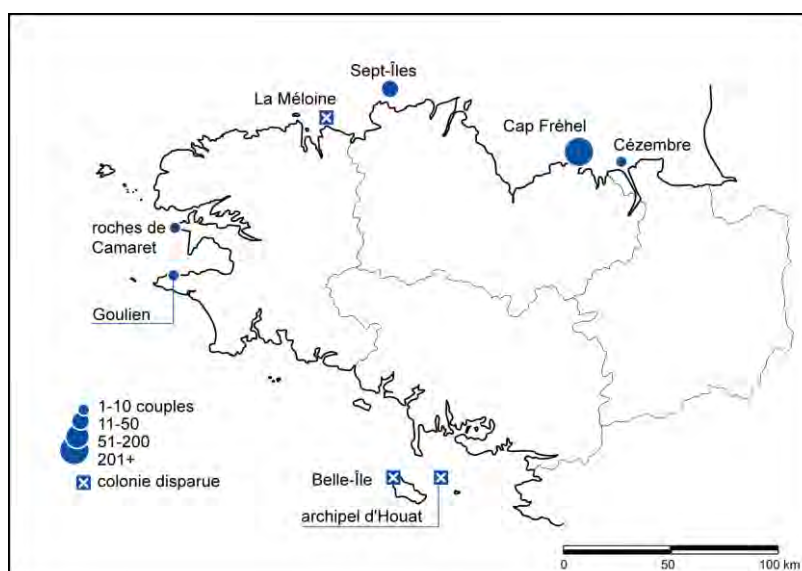 Sept-Îles
La Méloine
Cap Fréhel
Cézembre
roches de
Camaret
Goulien
1-10 couples
11-50
51-200
201+
colonie disparue
Belle-Île
archipel d'Houat
0 50 100 km